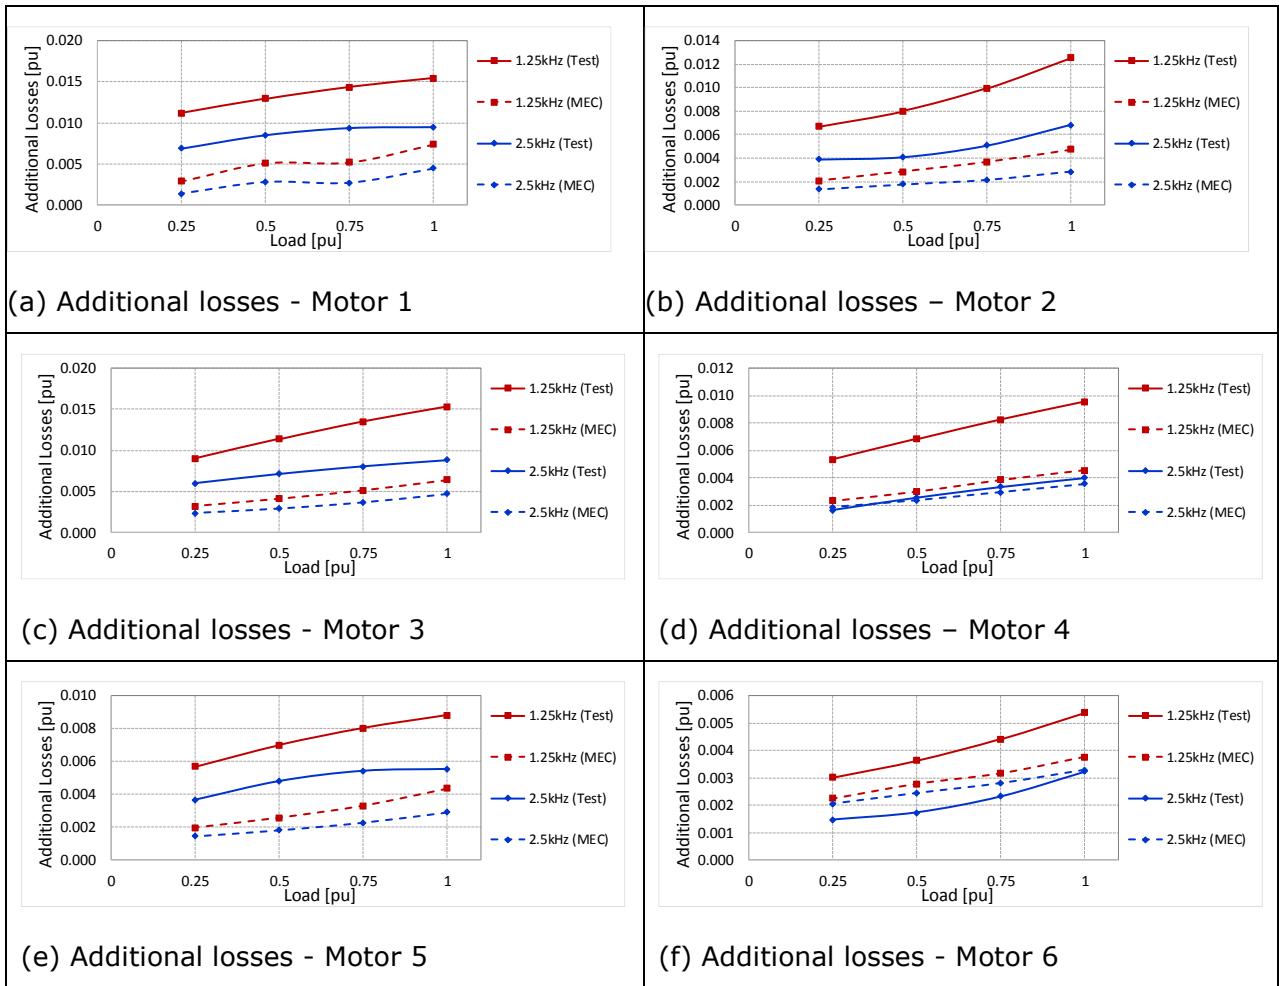 Additional Losses [pu]
0.020
0.015
0.010
0.005
0.000
0 0.25 0.5 0.75 1
Load [pu]
1.25kHz (Test)
1.25kHz (MEC)
2.5kHz (Test)
2.5kHz (MEC)
(a) Additional losses - Motor 1
Additional Losses [pu]
0.014
0.012
0.010
0.008
0.006
0.004
0.002
0.000
0 0.25 0.5 0.75 1
Load [pu]
1.25kHz (Test)
1.25kHz (MEC)
2.5kHz (Test)
2.5kHz (MEC)
(b) Additional losses – Motor 2
Additional Losses [pu]
0.020
0.015
0.010
0.005
0.000
0 0.25 0.5 0.75 1
Load [pu]
1.25kHz (Test)
1.25kHz (MEC)
2.5kHz (Test)
2.5kHz (MEC)
(c) Additional losses - Motor 3
Additional Losses [pu]
0.012
0.010
0.008
0.006
0.004
0.002
0.000
0 0.25 0.5 0.75 1
Load [pu]
1.25kHz (Test)
1.25kHz (MEC)
2.5kHz (Test)
2.5kHz (MEC)
(d) Additional losses – Motor 4
Additional Losses [pu]
0.010
0.008
0.006
0.004
0.002
0.000
0 0.25 0.5 0.75 1
Load [pu]
1.25kHz (Test)
1.25kHz (MEC)
2.5kHz (Test)
2.5kHz (MEC)
(e) Additional losses - Motor 5
Additional Losses [pu]
0.006
0.005
0.004
0.003
0.002
0.001
0.000
0 0.25 0.5 0.75 1
Load [pu]
1.25kHz (Test)
1.25kHz (MEC)
2.5kHz (Test)
2.5kHz (MEC)
(f) Additional losses - Motor 6